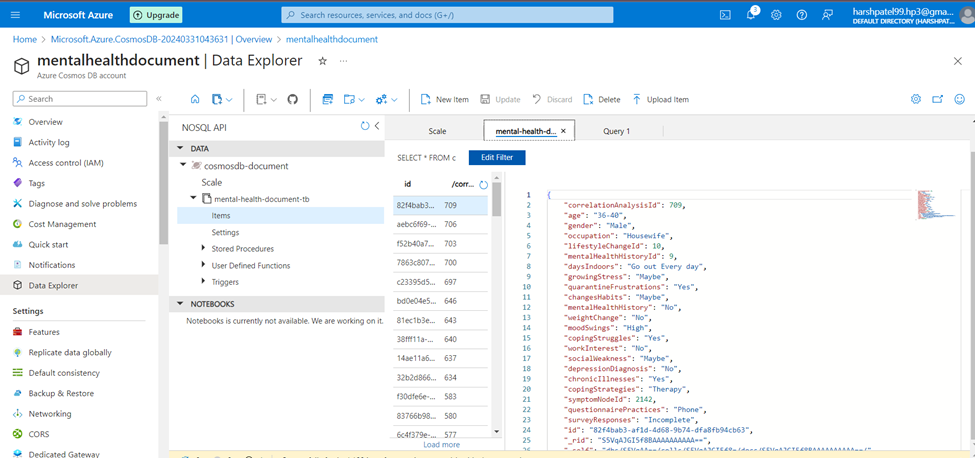 Microsoft Azure
Upgrade
Search resources, services, and docs (G+/)
3
harshpatel99.hp3@gma...
DEFAULT DIRECTORY (HARSHPAT...
Home > Microsoft.Azure.CosmosDB-20240331043631 | Overview > mentalhealthdocument
mentalhealthdocument | Data Explorer
Azure Cosmos DB account
Search
Overview
Activity log
Access control (IAM)
Tags
Diagnose and solve problems
Cost Management
Quick start
Notifications
Data Explorer
Settings
Features
Replicate data globally
Default consistency
Backup & Restore
Networking
CORS
Dedicated Gateway
New Item
Update
Discard
Delete
Upload Item
NOSQL API
DATA
cosmosdb-document
Scale
mental-health-document-tb
Items
Settings
Stored Procedures
User Defined Functions
Triggers
NOTEBOOKS
Notebooks is currently not available. We are working on it.
Scale
mental-health-d...
Query 1
SELECT * FROM c
Edit Filter
id /corr...
82f4bab3... 709
aebc6f69-... 706
f52b40a7... 703
7863c807... 700
c23395d5... 697
bd0e04e5... 646
81ec1b3e... 643
38fff11a-... 640
14ae11a6... 637
32b2d866... 634
f30dfe6e-... 583
83766b98... 580
6c4f379e-... 577
Load more
1 {
2 "correlationAnalysisId": 709,
3 "age": "36-40",
4 "gender": "Male",
5 "occupation": "Housewife",
6 "lifestyleChangeId": 10,
7 "mentalHealthHistoryId": 9,
8 "daysIndoors": "Go out Every day",
9 "growingStress": "Maybe",
10 "quarantineFrustrations": "Yes",
11 "changesHabits": "Maybe",
12 "mentalHealthHistory": "No",
13 "weightChange": "No",
14 "moodSwings": "High",
15 "copingStruggles": "Yes",
16 "workInterest": "No",
17 "socialWeakness": "Maybe",
18 "depressionDiagnosis": "No",
19 "chronicIllnesses": "Yes",
20 "copingStrategies": "Therapy",
21 "symptomNodeId": 2142,
22 "questionnairePractices": "Phone",
23 "surveyResponses": "Incomplete",
24 "id": "82f4bab3-af1d-4d68-9b74-dfa8fb94cb63",
25 "_rid": "S5VqAJGI5f8BAAAAAAAAAA==",